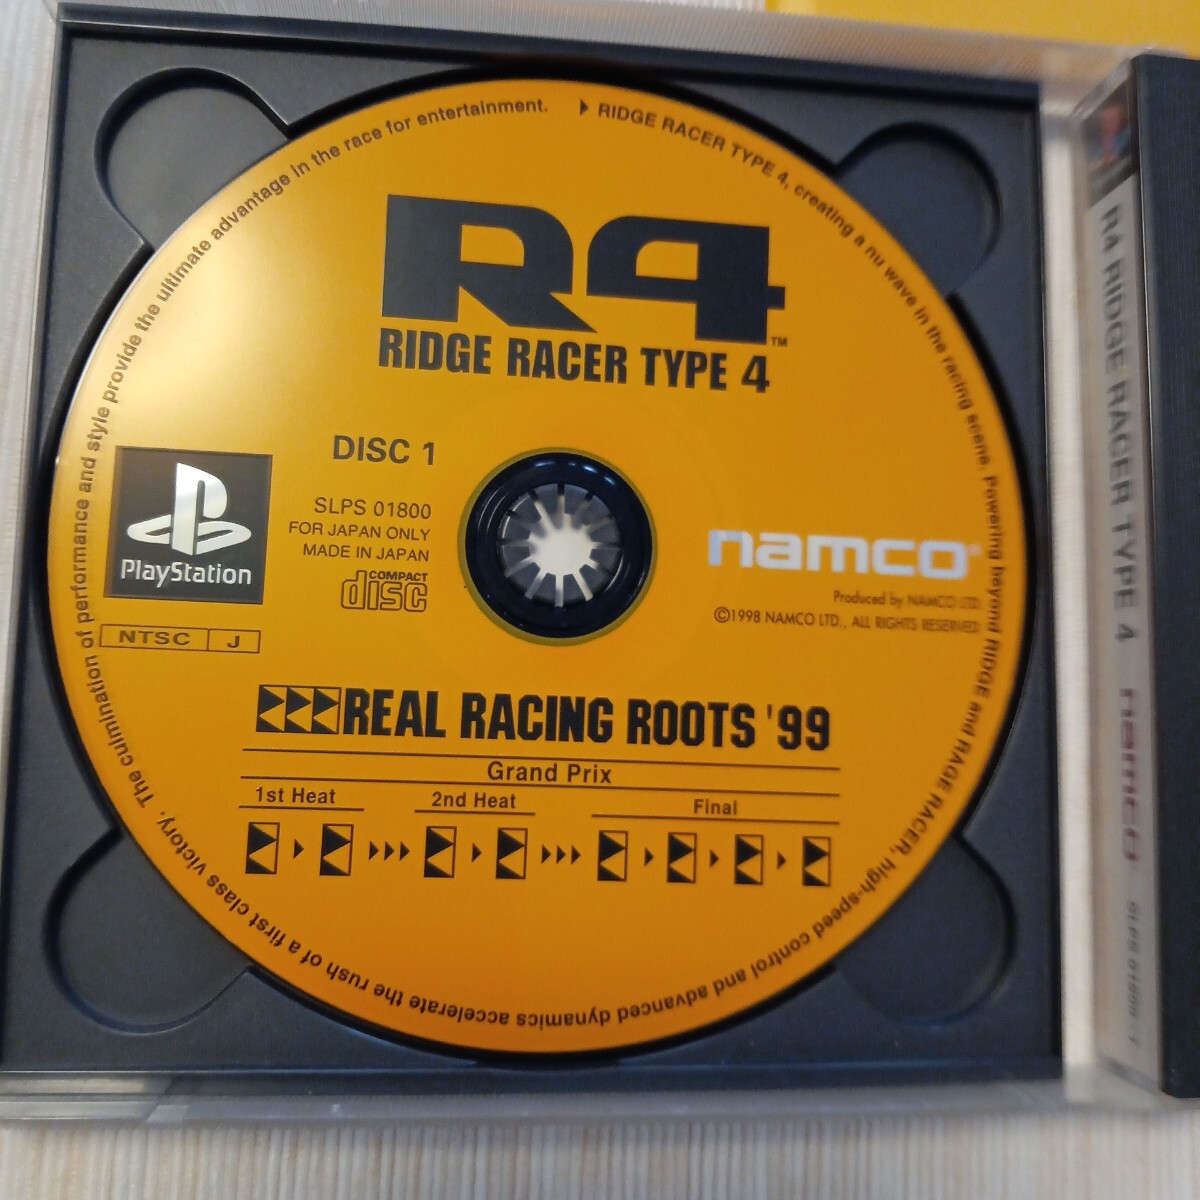 ▶ RIDGE RACER TYPE 4, creating a nu wave in the racing scene. Powering beyond RIDGE and RAGE RACER, high-speed control and advanced dynamics accelerate the rush of a first class victory. The culmination of performance and style provide the ultimate advantage in the race for entertainment.
R4
TM
RIDGE RACER TYPE 4
DISC 1
SLPS 01800
FOR JAPAN ONLY
MADE IN JAPAN
COMPACT
disc
PlayStation
NTSC J
namco®
Produced by NAMCO LTD.
©1998 NAMCO LTD., ALL RIGHTS RESERVED
REAL RACING ROOTS '99
Grand Prix
1st Heat 2nd Heat Final
R4 RIDGE RACER TYPE 4 namco SLPS 01800~1